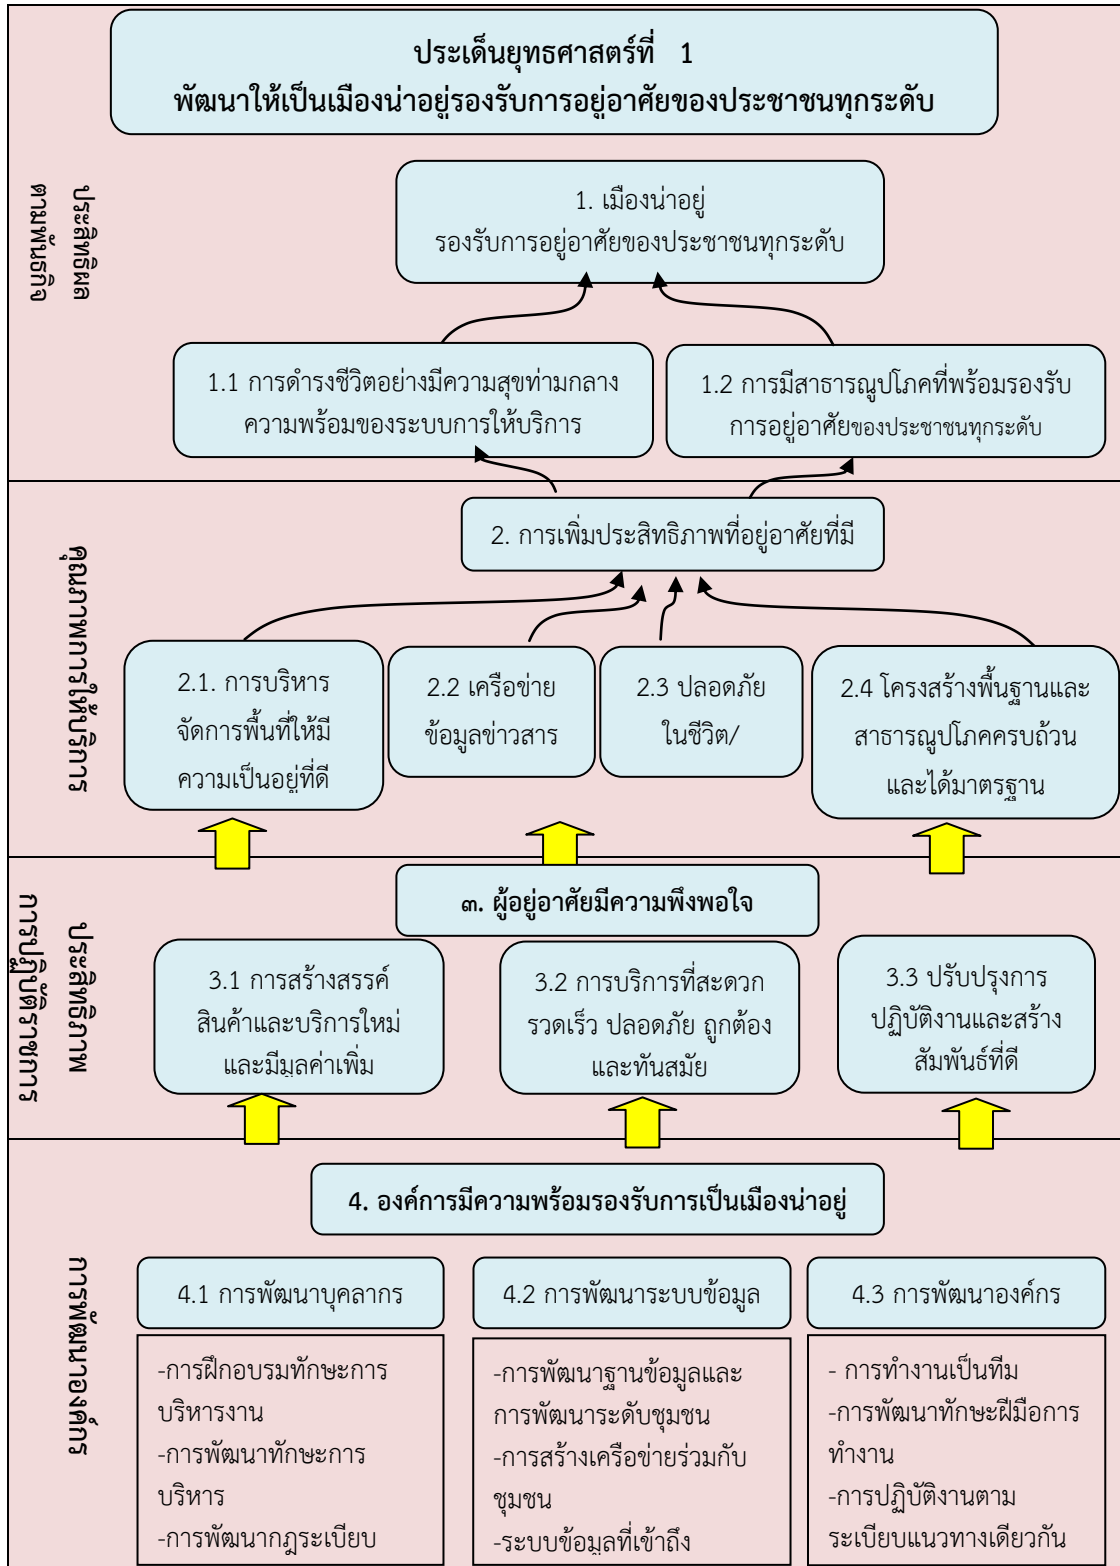 ประเด็นยุทธศาสตร์ที่ 1
พัฒนาให้เป็นเมืองน่าอยู่รองรับการอยู่อาศัยของประชาชนทุกระดับ
ประสิทธิผล
ตามพันธกิจ
1. เมืองน่าอยู่
รองรับการอยู่อาศัยของประชาชนทุกระดับ
1.1 การดำรงชีวิตอย่างมีความสุขท่ามกลาง
ความพร้อมของระบบการให้บริการ
1.2 การมีสาธารณูปโภคที่พร้อมรองรับ
การอยู่อาศัยของประชาชนทุกระดับ
คุณภาพการให้บริการ
2. การเพิ่มประสิทธิภาพที่อยู่อาศัยที่มี
2.1. การบริหาร
จัดการพื้นที่ให้มี
ความเป็นอยู่ที่ดี
2.2 เครือข่าย
ข้อมูลข่าวสาร
2.3 ปลอดภัย
ในชีวิต/
2.4 โครงสร้างพื้นฐานและ
สาธารณูปโภคครบถ้วน
และได้มาตรฐาน
ประสิทธิภาพ
การปฏิบัติราชการ
๓. ผู้อยู่อาศัยมีความพึงพอใจ
3.1 การสร้างสรรค์
สินค้าและบริการใหม่
และมีมูลค่าเพิ่ม
3.2 การบริการที่สะดวก
รวดเร็ว ปลอดภัย ถูกต้อง
และทันสมัย
3.3 ปรับปรุงการ
ปฏิบัติงานและสร้าง
สัมพันธ์ที่ดี
การพัฒนาองค์กร
4. องค์การมีความพร้อมรองรับการเป็นเมืองน่าอยู่
4.1 การพัฒนาบุคลากร
-การฝึกอบรมทักษะการ
บริหารงาน
-การพัฒนาทักษะการ
บริหาร
-การพัฒนากฎระเบียบ
4.2 การพัฒนาระบบข้อมูล
-การพัฒนาฐานข้อมูลและ
การพัฒนาระดับชุมชน
-การสร้างเครือข่ายร่วมกับ
ชุมชน
-ระบบข้อมูลที่เข้าถึง
4.3 การพัฒนาองค์กร
- การทำงานเป็นทีม
-การพัฒนาทักษะฝีมือการ
ทำงาน
-การปฏิบัติงานตาม
ระเบียบแนวทางเดียวกัน